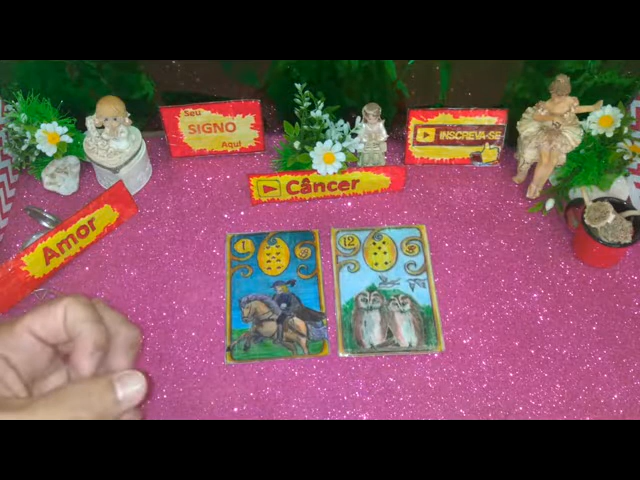 Seu
SIGNO
Aqui
INSCREVA-SE
Câncer
Amor
1
12